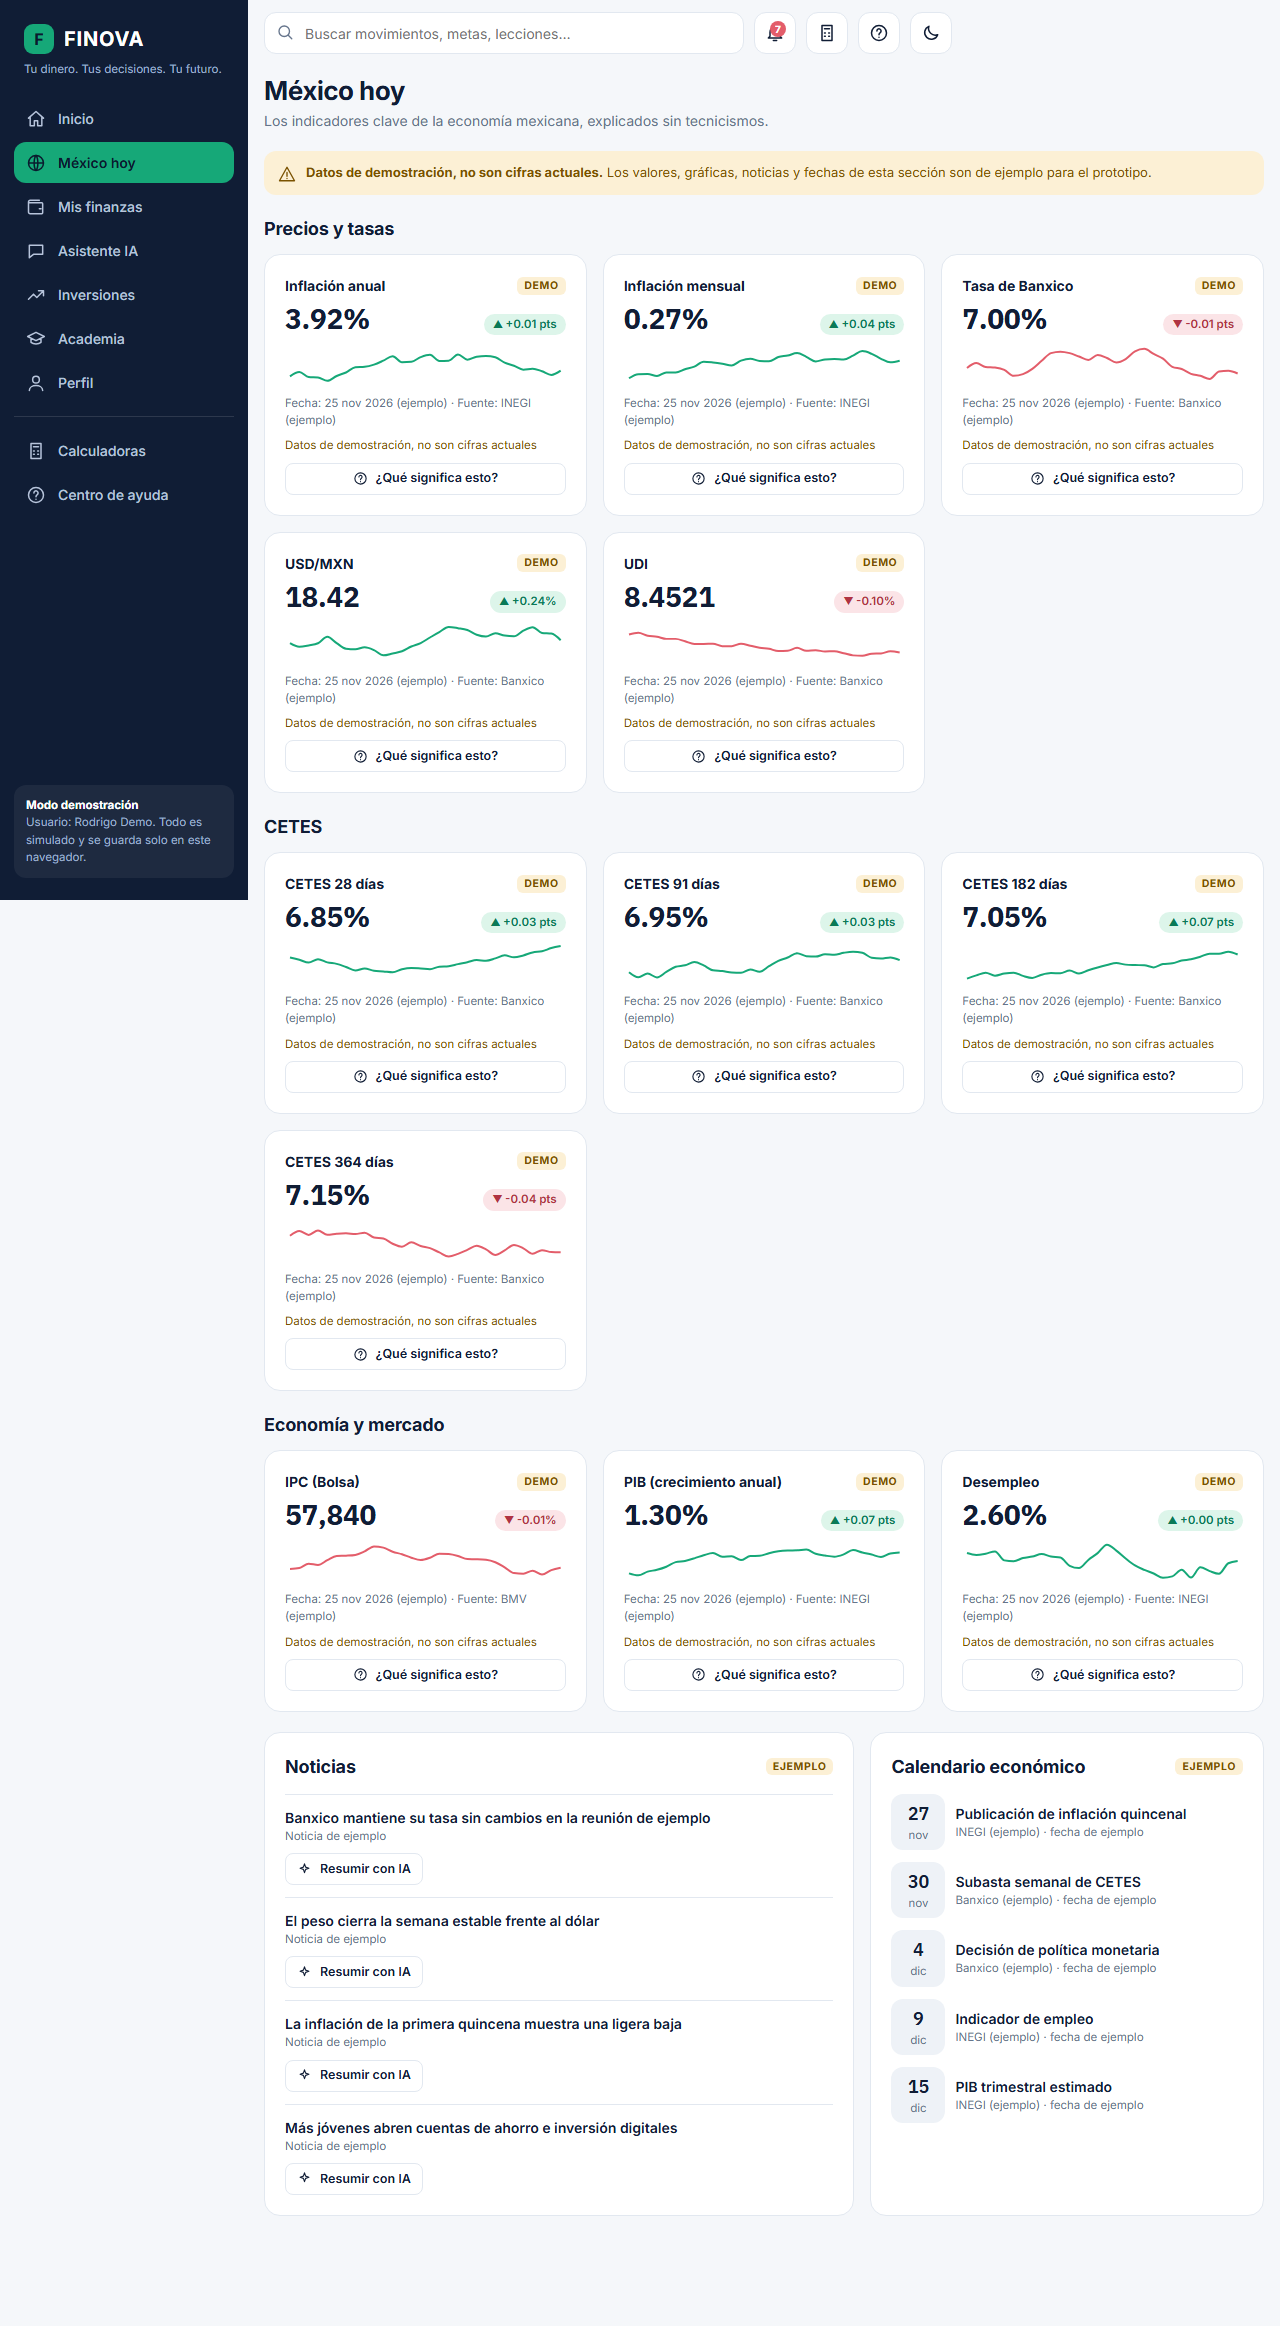 F FINOVA
Tu dinero. Tus decisiones. Tu futuro.
Inicio
México hoy
Mis finanzas
Asistente IA
Inversiones
Academia
Perfil
Calculadoras
Centro de ayuda
Modo demostración
Usuario: Rodrigo Demo. Todo es
simulado y se guarda solo en este
navegador.
Buscar movimientos, metas, lecciones...
7
México hoy
Los indicadores clave de la economía mexicana, explicados sin tecnicismos.
Datos de demostración, no son cifras actuales. Los valores, gráficas, noticias y fechas de esta sección son de ejemplo para el prototipo.
Precios y tasas
Inflación anual DEMO
3.92% ▲ +0.01 pts
Fecha: 25 nov 2026 (ejemplo) · Fuente: INEGI
(ejemplo)
Datos de demostración, no son cifras actuales
¿Qué significa esto?
Inflación mensual DEMO
0.27% ▲ +0.04 pts
Fecha: 25 nov 2026 (ejemplo) · Fuente: INEGI
(ejemplo)
Datos de demostración, no son cifras actuales
¿Qué significa esto?
Tasa de Banxico DEMO
7.00% ▼ -0.01 pts
Fecha: 25 nov 2026 (ejemplo) · Fuente: Banxico
(ejemplo)
Datos de demostración, no son cifras actuales
¿Qué significa esto?
USD/MXN DEMO
18.42 ▲ +0.24%
Fecha: 25 nov 2026 (ejemplo) · Fuente: Banxico
(ejemplo)
Datos de demostración, no son cifras actuales
¿Qué significa esto?
UDI DEMO
8.4521 ▼ -0.10%
Fecha: 25 nov 2026 (ejemplo) · Fuente: Banxico
(ejemplo)
Datos de demostración, no son cifras actuales
¿Qué significa esto?
CETES
CETES 28 días DEMO
6.85% ▲ +0.03 pts
Fecha: 25 nov 2026 (ejemplo) · Fuente: Banxico
(ejemplo)
Datos de demostración, no son cifras actuales
¿Qué significa esto?
CETES 91 días DEMO
6.95% ▲ +0.03 pts
Fecha: 25 nov 2026 (ejemplo) · Fuente: Banxico
(ejemplo)
Datos de demostración, no son cifras actuales
¿Qué significa esto?
CETES 182 días DEMO
7.05% ▲ +0.07 pts
Fecha: 25 nov 2026 (ejemplo) · Fuente: Banxico
(ejemplo)
Datos de demostración, no son cifras actuales
¿Qué significa esto?
CETES 364 días DEMO
7.15% ▼ -0.04 pts
Fecha: 25 nov 2026 (ejemplo) · Fuente: Banxico
(ejemplo)
Datos de demostración, no son cifras actuales
¿Qué significa esto?
Economía y mercado
IPC (Bolsa) DEMO
57,840 ▼ -0.01%
Fecha: 25 nov 2026 (ejemplo) · Fuente: BMV
(ejemplo)
Datos de demostración, no son cifras actuales
¿Qué significa esto?
PIB (crecimiento anual) DEMO
1.30% ▲ +0.07 pts
Fecha: 25 nov 2026 (ejemplo) · Fuente: INEGI
(ejemplo)
Datos de demostración, no son cifras actuales
¿Qué significa esto?
Desempleo DEMO
2.60% ▲ +0.00 pts
Fecha: 25 nov 2026 (ejemplo) · Fuente: INEGI
(ejemplo)
Datos de demostración, no son cifras actuales
¿Qué significa esto?
Noticias EJEMPLO
Banxico mantiene su tasa sin cambios en la reunión de ejemplo
Noticia de ejemplo
Resumir con IA
El peso cierra la semana estable frente al dólar
Noticia de ejemplo
Resumir con IA
La inflación de la primera quincena muestra una ligera baja
Noticia de ejemplo
Resumir con IA
Más jóvenes abren cuentas de ahorro e inversión digitales
Noticia de ejemplo
Resumir con IA
Calendario económico EJEMPLO
27 nov
Publicación de inflación quincenal
INEGI (ejemplo) · fecha de ejemplo
30 nov
Subasta semanal de CETES
Banxico (ejemplo) · fecha de ejemplo
4 dic
Decisión de política monetaria
Banxico (ejemplo) · fecha de ejemplo
9 dic
Indicador de empleo
INEGI (ejemplo) · fecha de ejemplo
15 dic
PIB trimestral estimado
INEGI (ejemplo) · fecha de ejemplo